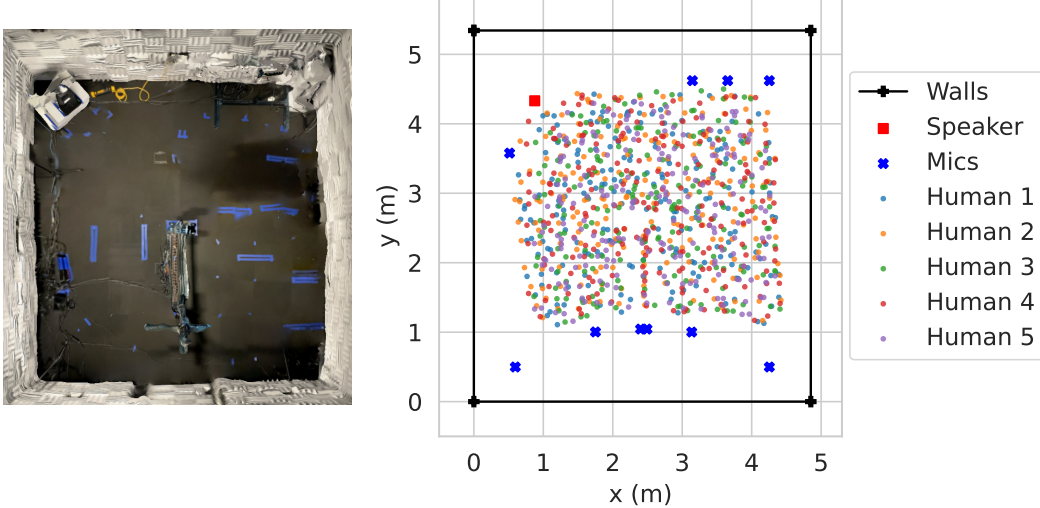 5
4
3
2
1
0
y (m)
0 1 2 3 4 5
x (m)
Walls
Speaker
Mics
Human 1
Human 2
Human 3
Human 4
Human 5